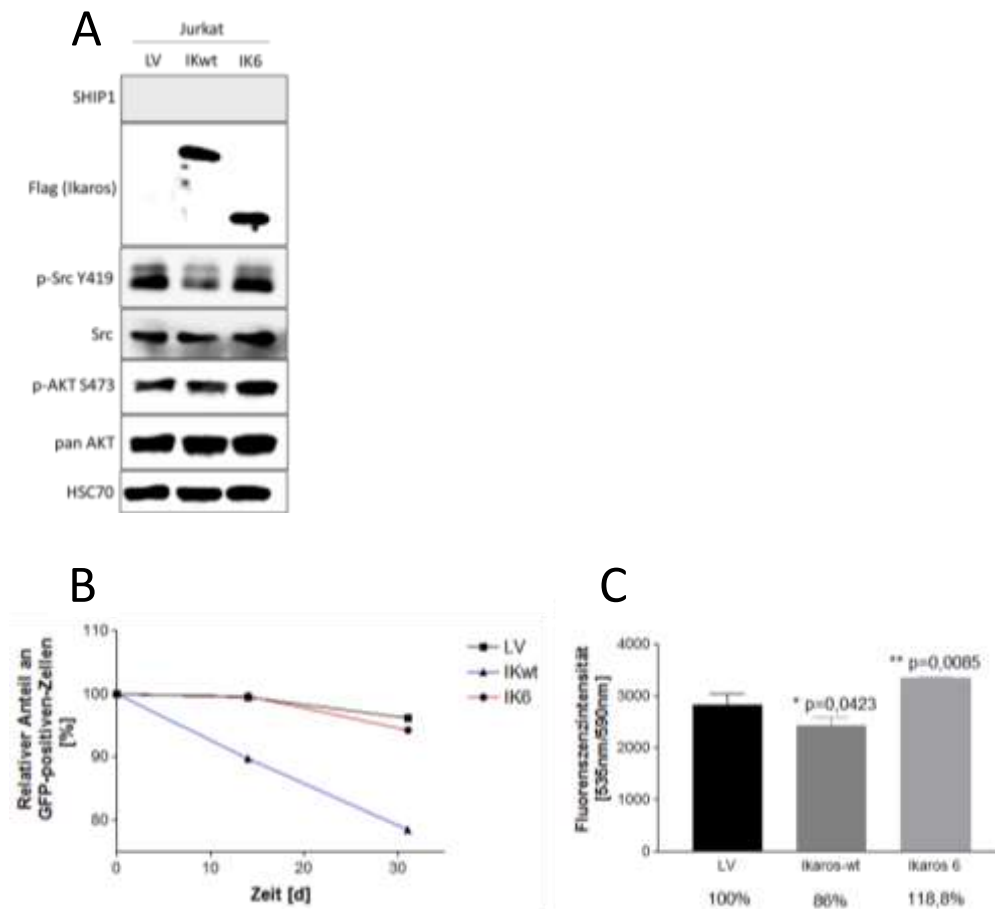 A
Jurkat
LV IKwt IK6
SHIP1
Flag (Ikaros)
p-Src Y419
Src
p-AKT S473
pan AKT
HSC70
B
Relativer Anteil an
GFP-positiven-Zellen
[%]
110
100
90
80
0 10 20 30
Zeit [d]
LV
IKwt
IK6
C
Fluoreszenzintensität
[535nm/590nm]
4000
3000
2000
1000
0
* p=0,0423
** p=0,0085
LV Ikaros-wt Ikaros 6
100% 86% 118,8%